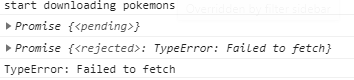 start downloading pokemons
▶Promise {<pending>}
▶Promise {<rejected>: TypeError: Failed to fetch}
TypeError: Failed to fetch